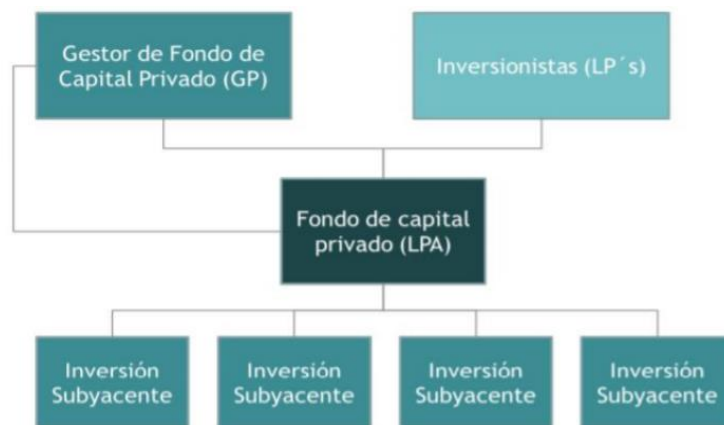 Gestor de Fondo de
Capital Privado (GP)
Inversionistas (LP´s)
Fondo de capital
privado (LPA)
Inversión
Subyacente
Inversión
Subyacente
Inversión
Subyacente
Inversión
Subyacente